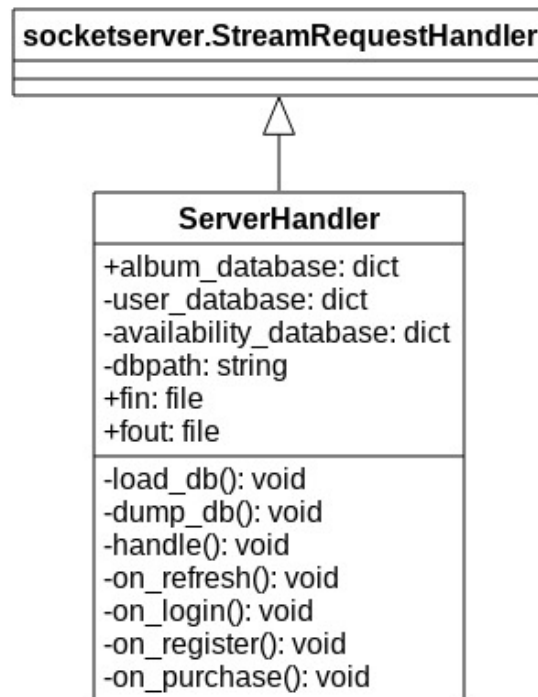 socketserver.StreamRequestHandler
ServerHandler
+album_database: dict
-user_database: dict
-availability_database: dict
-dbpath: string
+fin: file
+fout: file
-load_db(): void
-dump_db(): void
-handle(): void
-on_refresh(): void
-on_login(): void
-on_register(): void
-on_purchase(): void